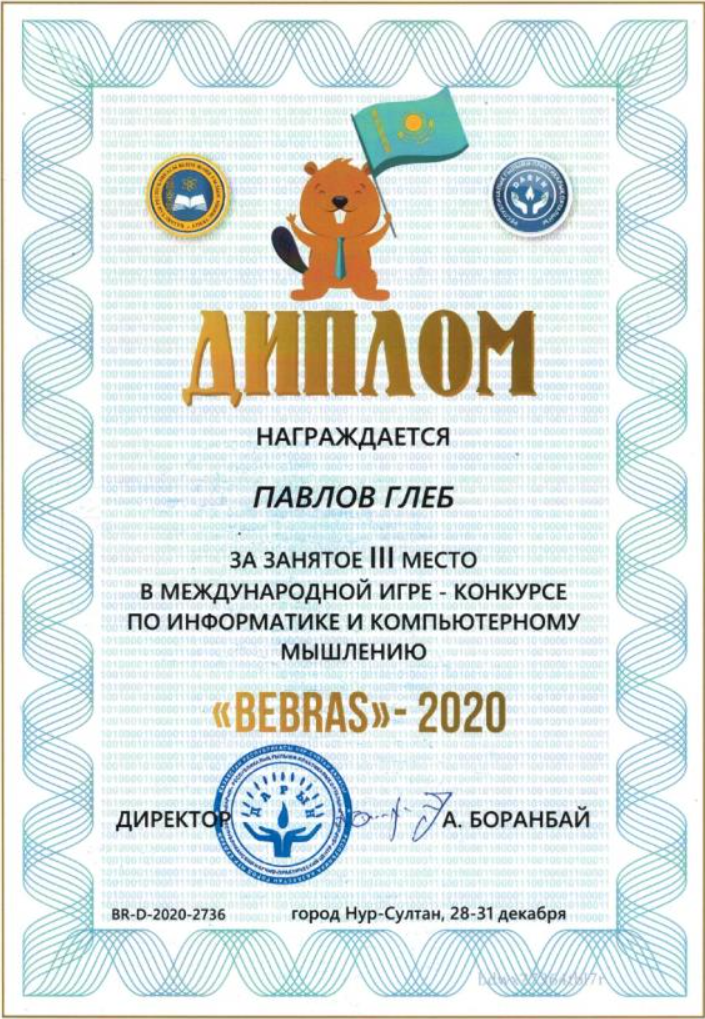 ДИПЛОМ
НАГРАЖДАЕТСЯ
ПАВЛОВ ГЛЕБ
ЗА ЗАНЯТОЕ III МЕСТО
В МЕЖДУНАРОДНОЙ ИГРЕ - КОНКУРСЕ
ПО ИНФОРМАТИКЕ И КОМПЬЮТЕРНОМУ
МЫШЛЕНИЮ
«BEBRAS»- 2020
ДАРЫН
ДИРЕКТОР
А. БОРАНБАЙ
BR-D-2020-2736
город Нур-Султан, 28-31 декабря